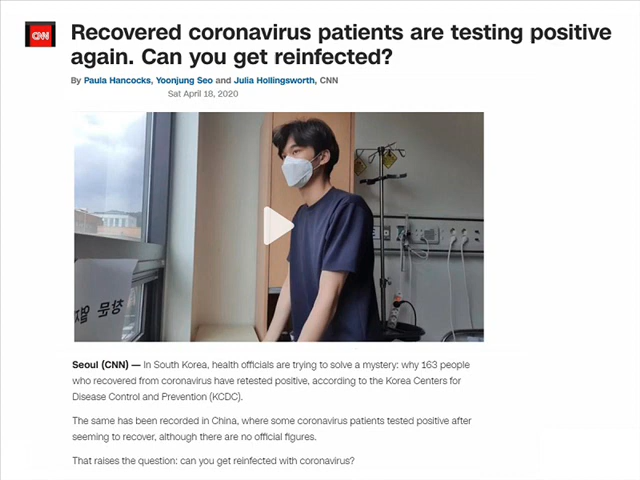 CNN
Recovered coronavirus patients are testing positive
again. Can you get reinfected?
By Paula Hancocks, Yoonjung Seo and Julia Hollingsworth, CNN
Sat April 18, 2020
Seoul (CNN) — In South Korea, health officials are trying to solve a mystery: why 163 people
who recovered from coronavirus have retested positive, according to the Korea Centers for
Disease Control and Prevention (KCDC).
The same has been recorded in China, where some coronavirus patients tested positive after
seeming to recover, although there are no official figures.
That raises the question: can you get reinfected with coronavirus?